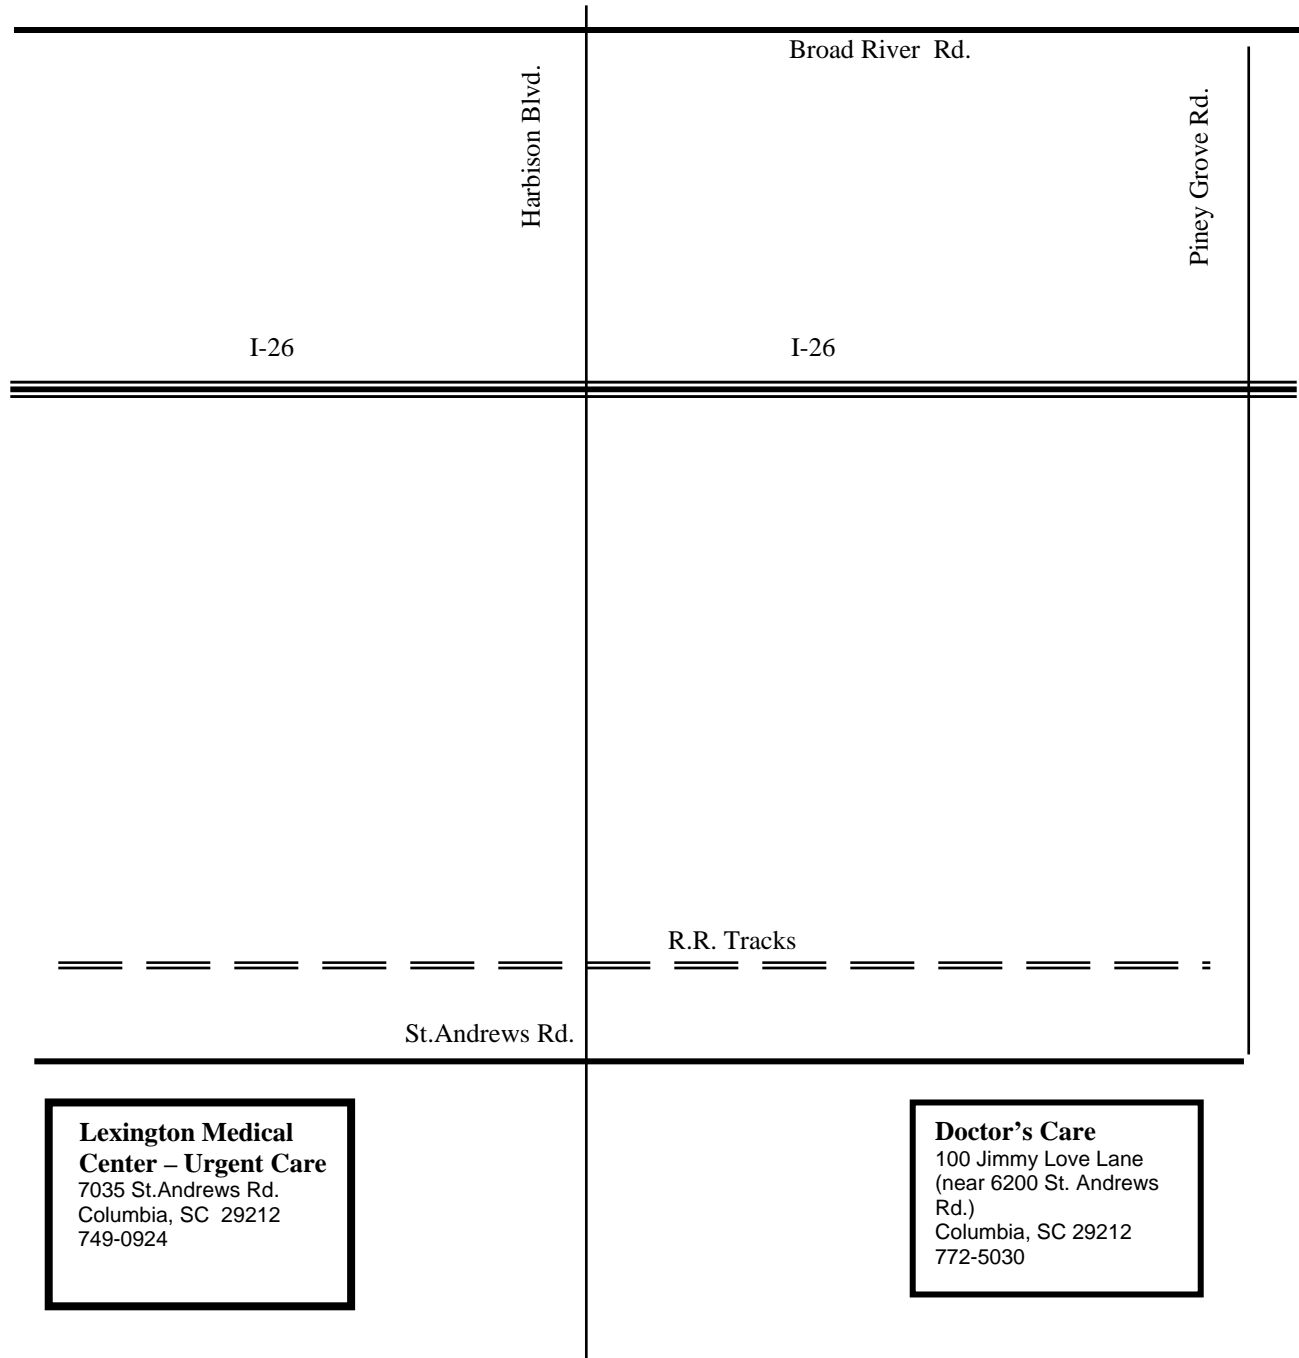 Broad River  Rd.
Harbison Blvd.
Piney Grove Rd.
I-26
I-26
R.R. Tracks
St.Andrews Rd.
Lexington Medical
Center – Urgent Care
7035 St.Andrews Rd.
Columbia, SC  29212
749-0924
Doctor’s Care
100 Jimmy Love Lane
(near 6200 St. Andrews
Rd.)
Columbia, SC 29212
772-5030